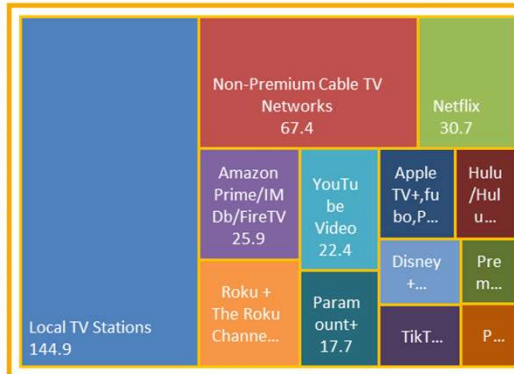 Local TV Stations
144.9
Non-Premium Cable TV
Networks
67.4
Netflix
30.7
Amazon
Prime/IM
Db/FireTV
25.9
Roku +
The Roku
Channe...
YouTu
be
Video
22.4
Param
ount+
17.7
Apple
TV+,fu
bo,P...
Hulu
/Hul
u...
Disney
+...
Pre
m...
TikT...
P...